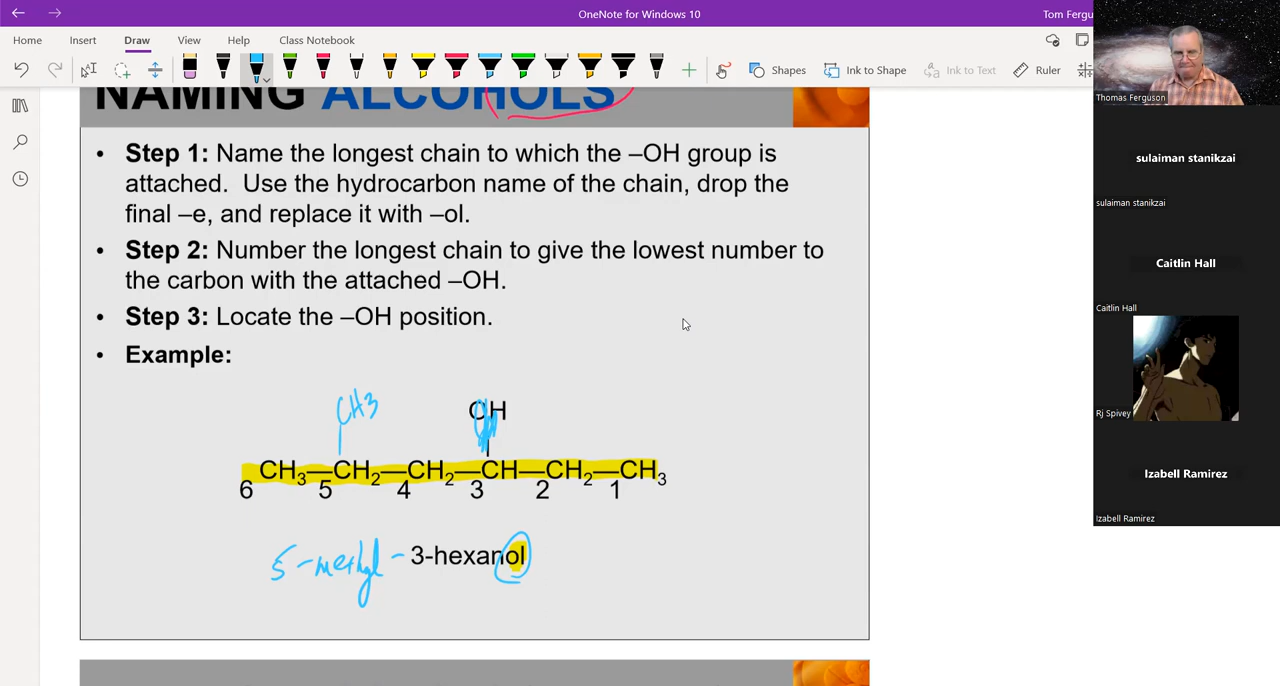 OneNote for Windows 10
Tom Fergu
Home Insert Draw View Help Class Notebook
Shapes Ink to Shape Ink to Text Ruler
NAMING ALCOHOLS
• Step 1: Name the longest chain to which the –OH group is
attached. Use the hydrocarbon name of the chain, drop the
final –e, and replace it with –ol.
• Step 2: Number the longest chain to give the lowest number to
the carbon with the attached –OH.
• Step 3: Locate the –OH position.
• Example:
CH3 OH
CH₃—CH₂—CH₂—CH—CH₂—CH₃
6 5 4 3 2 1
5-methyl-3-hexanol
Thomas Ferguson
sulaiman stanikzai
sulaiman stanikzai
Caitlin Hall
Caitlin Hall
Rj Spivey
Izabell Ramirez
Izabell Ramirez